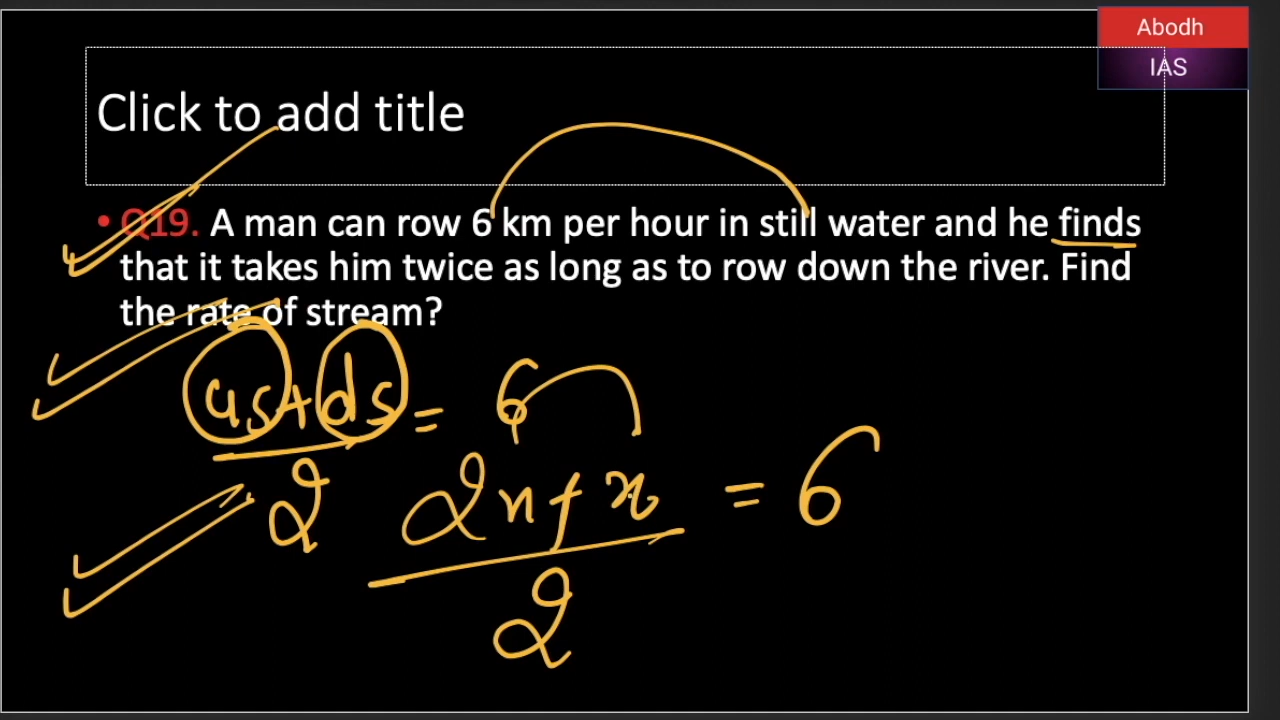 Abodh
IAS
Click to add title
• Q19. A man can row 6 km per hour in still water and he finds
that it takes him twice as long as to row down the river. Find
the rate of stream?
us+ds = 6
2
2x+x = 6
2